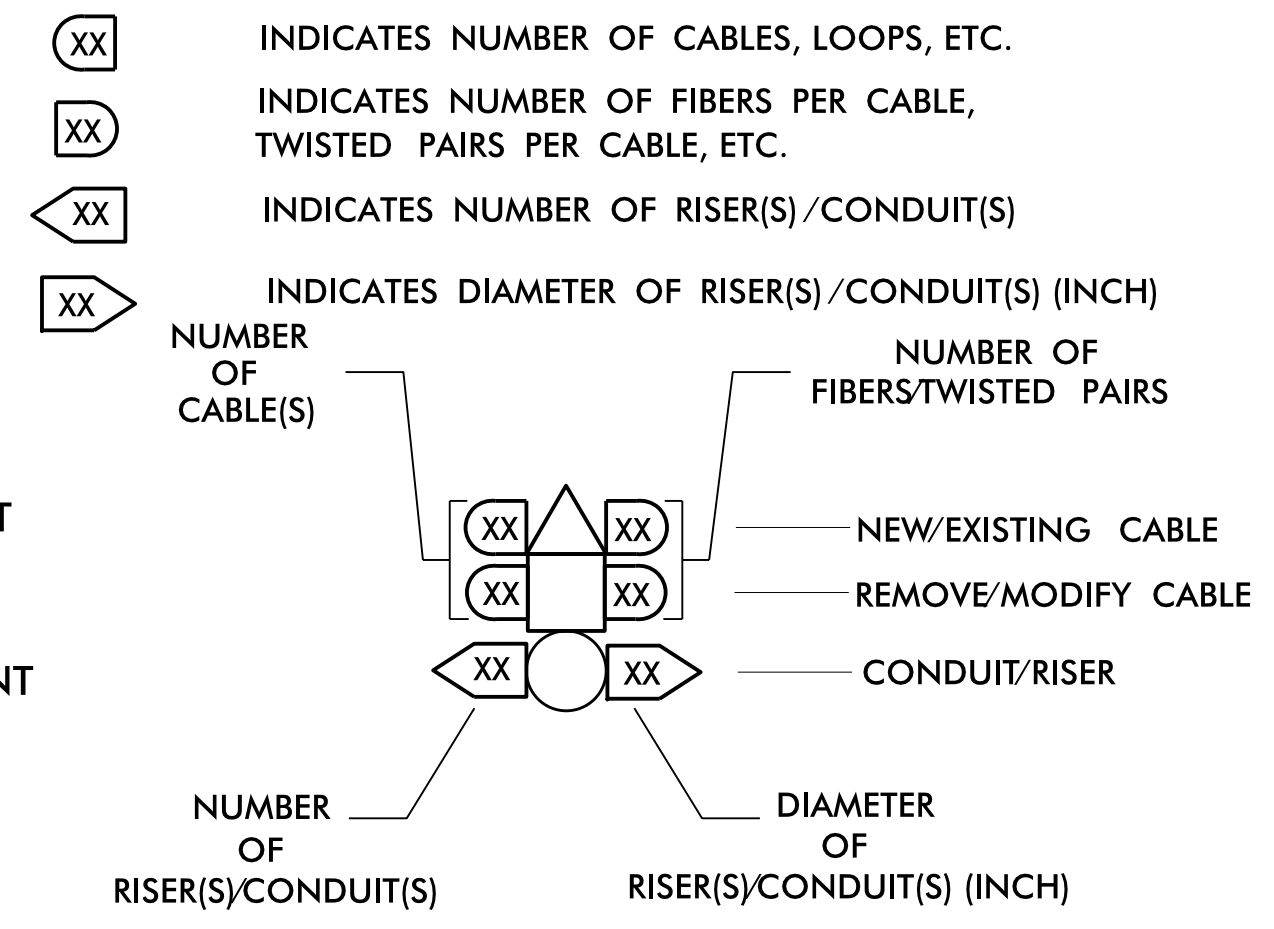 XX INDICATES NUMBER OF CABLES, LOOPS, ETC.
XX INDICATES NUMBER OF FIBERS PER CABLE,
TWISTED PAIRS PER CABLE, ETC.
XX INDICATES NUMBER OF RISER(S)/CONDUIT(S)
XX INDICATES DIAMETER OF RISER(S)/CONDUIT(S) (INCH)
NUMBER
OF
CABLE(S)
NUMBER OF
FIBERS/TWISTED PAIRS
T
XX XX NEW/EXISTING CABLE
XX XX REMOVE/MODIFY CABLE
NT
XX XX CONDUIT/RISER
NUMBER
OF
RISER(S)/CONDUIT(S)
DIAMETER
OF
RISER(S)/CONDUIT(S) (INCH)